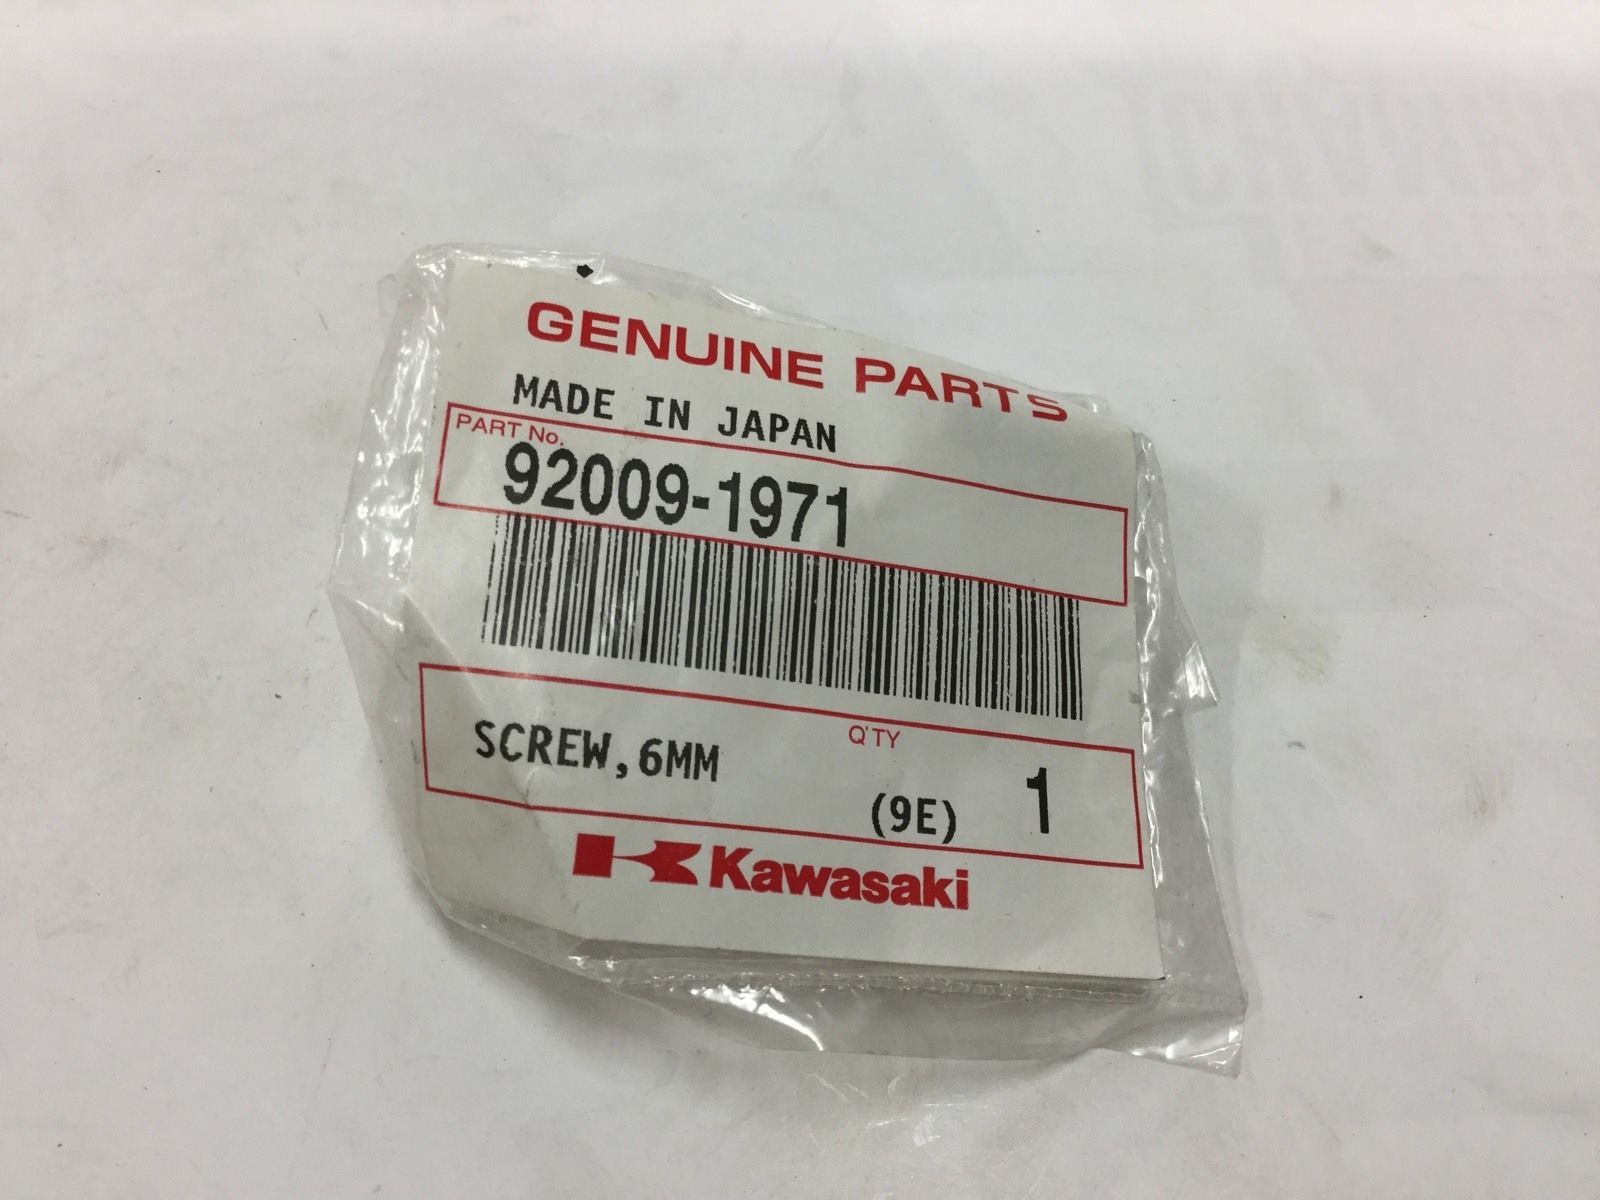 GENUINE PARTS
MADE IN JAPAN
PART No.
92009-1971
SCREW,6MM
Q'TY
(9E) 1
Kawasaki